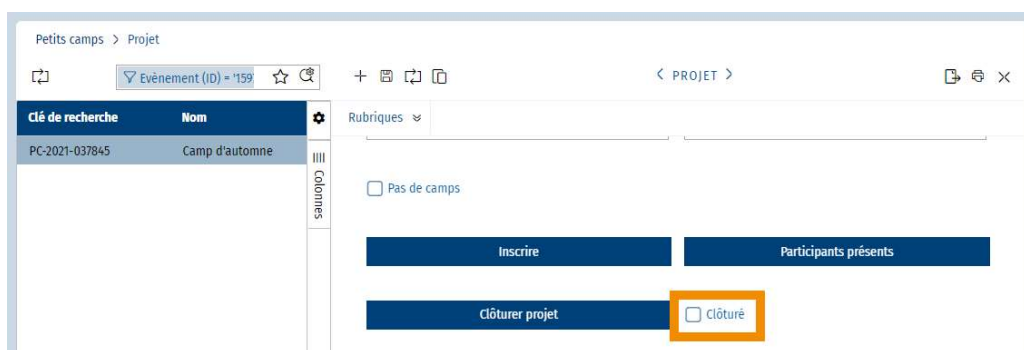 Petits camps > Projet
Evènement (ID) = '159'
< PROJET >
Clé de recherche Nom
Rubriques
PC-2021-037845 Camp d'automne
Colonnes
Pas de camps
Inscrire Participants présents
Clôturer projet Clôturé